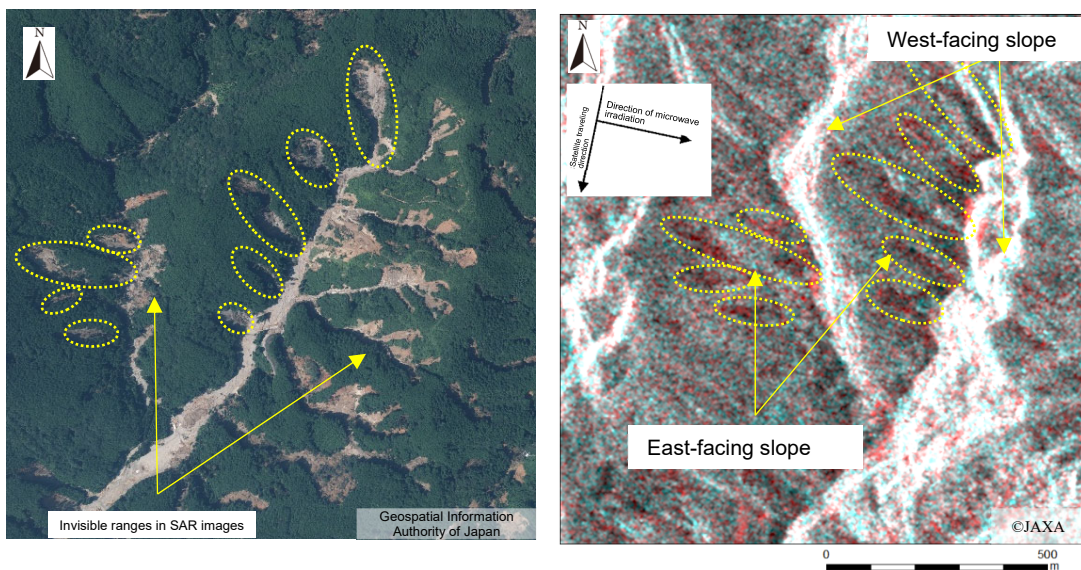 N
Invisible ranges in SAR images
Geospatial Information
Authority of Japan
N
West-facing slope
Direction of microwave
irradiation
Satellite traveling
direction
East-facing slope
©JAXA
0
500
m